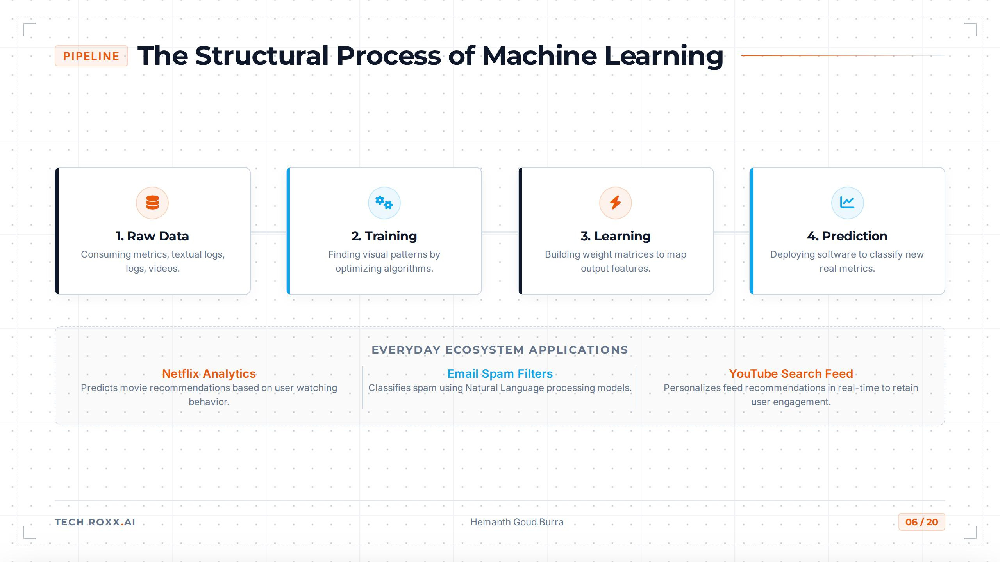 PIPELINE
The Structural Process of Machine Learning
1. Raw Data
Consuming metrics, textual logs,
logs, videos.
2. Training
Finding visual patterns by
optimizing algorithms.
3. Learning
Building weight matrices to map
output features.
4. Prediction
Deploying software to classify new
real metrics.
EVERYDAY ECOSYSTEM APPLICATIONS
Netflix Analytics
Predicts movie recommendations based on user watching
behavior.
Email Spam Filters
Classifies spam using Natural Language processing models.
YouTube Search Feed
Personalizes feed recommendations in real-time to retain
user engagement.
TECH ROXX.AI
Hemanth Goud Burra
06 / 20